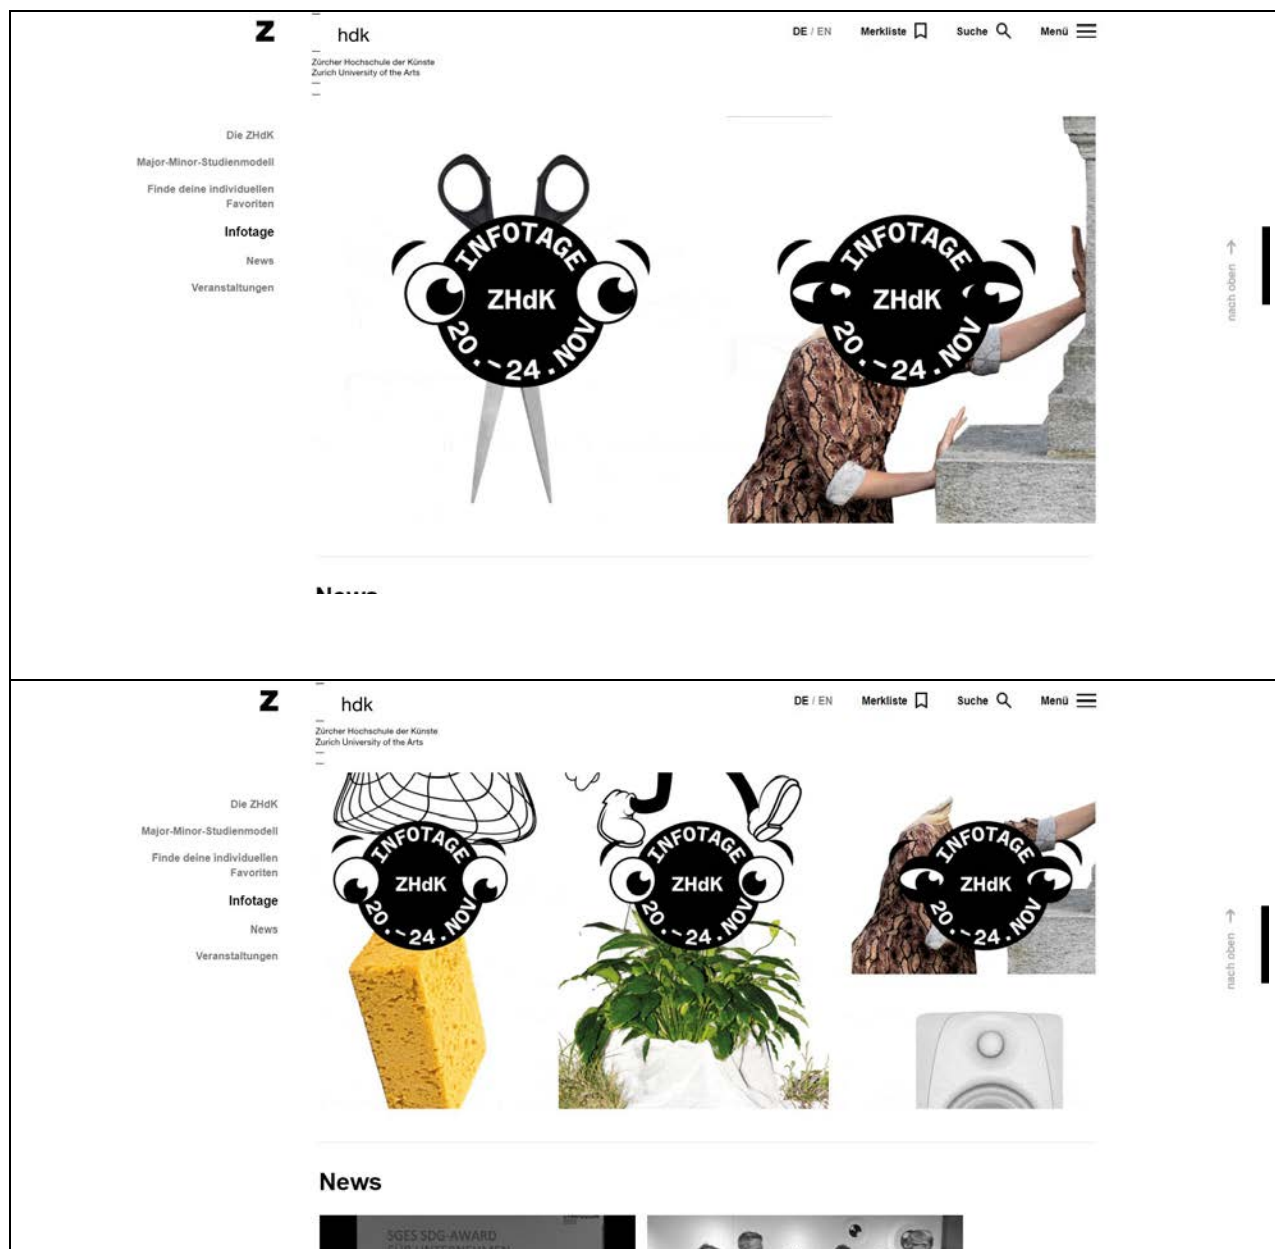 Z hdk
DE / EN Merkliste Suche Menü
Zürcher Hochschule der Künste
Zurich University of the Arts
Die ZHdK
Major-Minor-Studienmodell
Finde deine individuellen
Favoriten
Infotage
News
Veranstaltungen
INFOTAGE
ZHdK
20.-24.NOV
INFOTAGE
ZHdK
20.-24.NOV
nach oben
News
Z hdk
DE / EN Merkliste Suche Menü
Zürcher Hochschule der Künste
Zurich University of the Arts
Die ZHdK
Major-Minor-Studienmodell
Finde deine individuellen
Favoriten
Infotage
News
Veranstaltungen
INFOTAGE
ZHdK
20.-24.NOV
INFOTAGE
ZHdK
20.-24.NOV
INFOTAGE
ZHdK
20.-24.NOV
nach oben
News
SGES SDG-AWARD